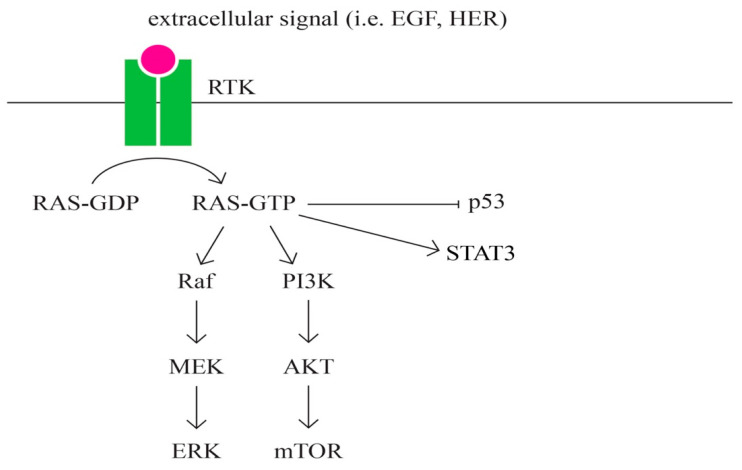 extracellular signal (i.e. EGF, HER)
RTK
RAS-GDP
RAS-GTP
p53
STAT3
Raf
PI3K
MEK
AKT
ERK
mTOR